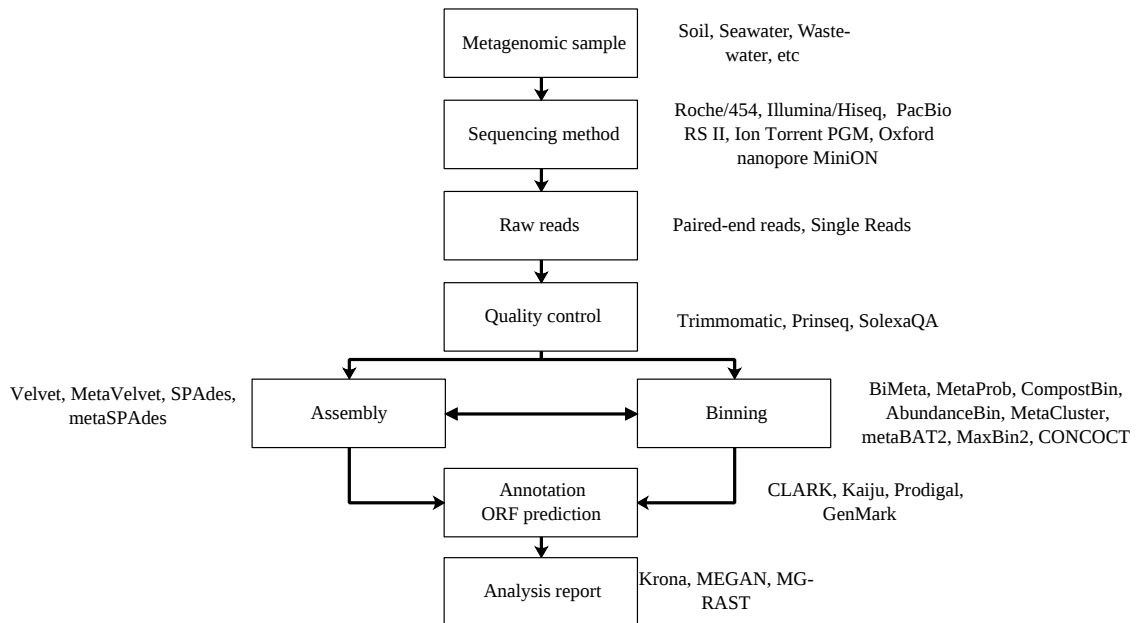 Metagenomic sample
Soil, Seawater, Waste-
water, etc
Sequencing method
Roche/454, Illumina/Hiseq, PacBio
RS II, Ion Torrent PGM, Oxford
nanopore MiniON
Raw reads
Paired-end reads, Single Reads
Quality control
Trimmomatic, Prinseq, SolexaQA
Velvet, MetaVelvet, SPAdes,
metaSPAdes
Assembly
Binning
BiMeta, MetaProb, CompostBin,
AbundanceBin, MetaCluster,
metaBAT2, MaxBin2, CONCOCT
Annotation
ORF prediction
CLARK, Kaiju, Prodigal,
GenMark
Analysis report
Krona, MEGAN, MG-
RAST